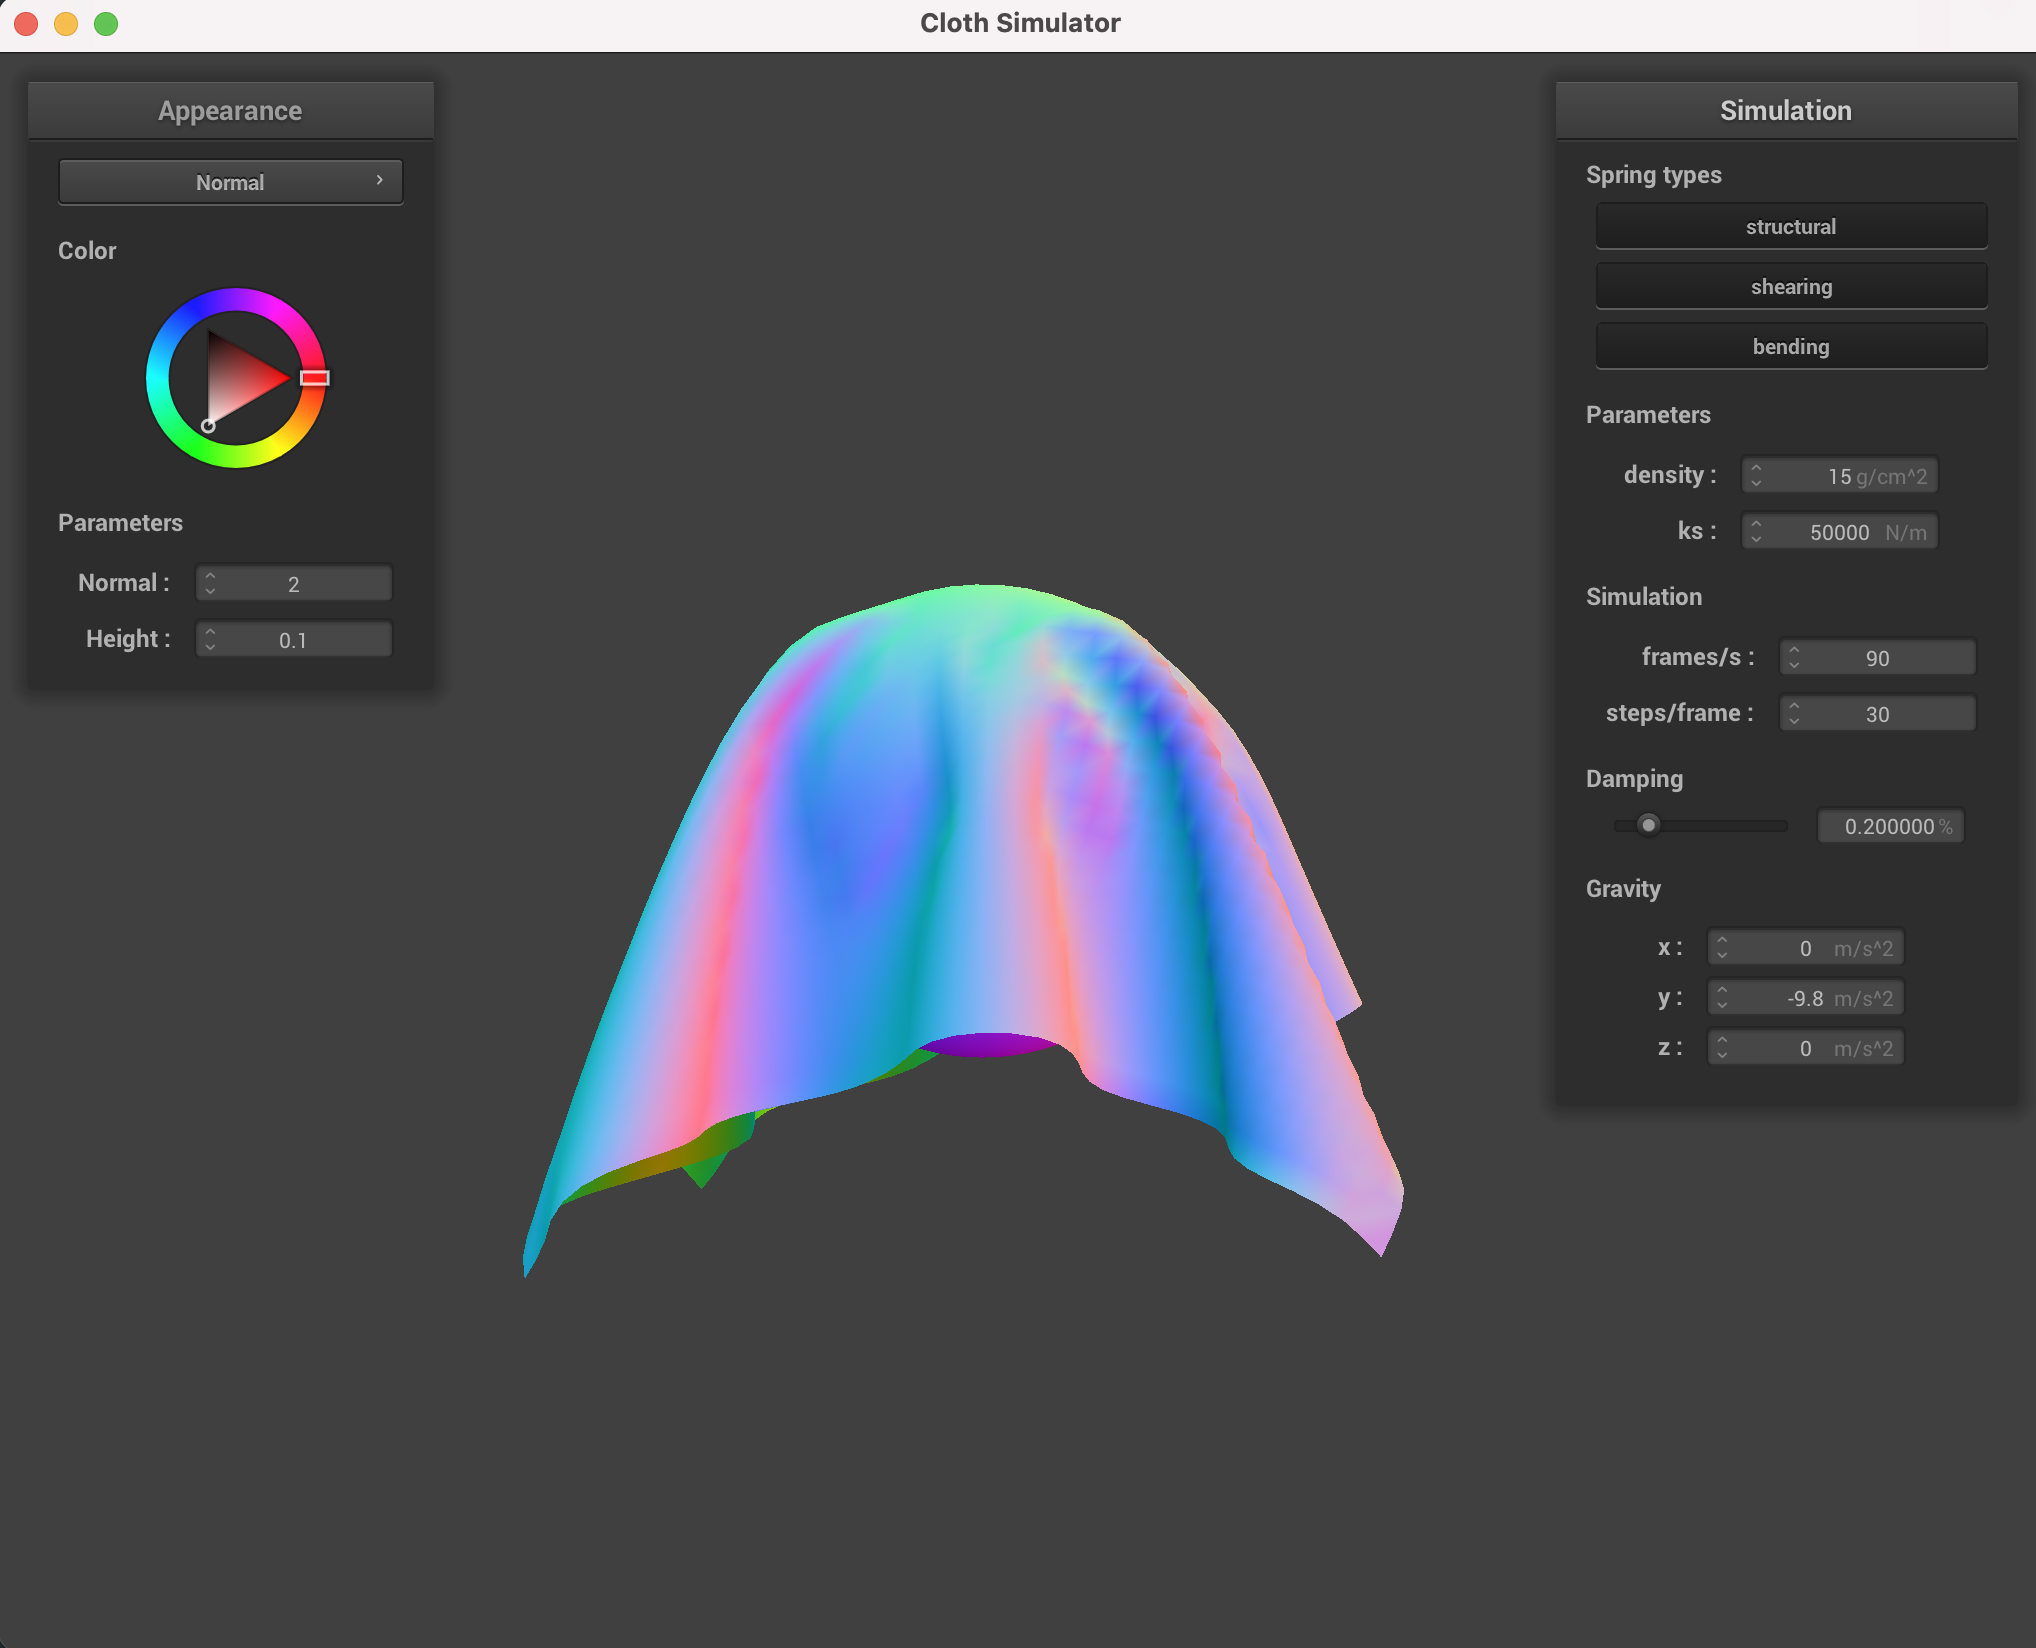 Cloth Simulator
Appearance
Normal
Color
Parameters
Normal : 2
Height : 0.1
Simulation
Spring types
structural
shearing
bending
Parameters
density : 15 g/cm^2
ks : 50000 N/m
Simulation
frames/s : 90
steps/frame : 30
Damping
0.200000 %
Gravity
x : 0 m/s^2
y : -9.8 m/s^2
z : 0 m/s^2